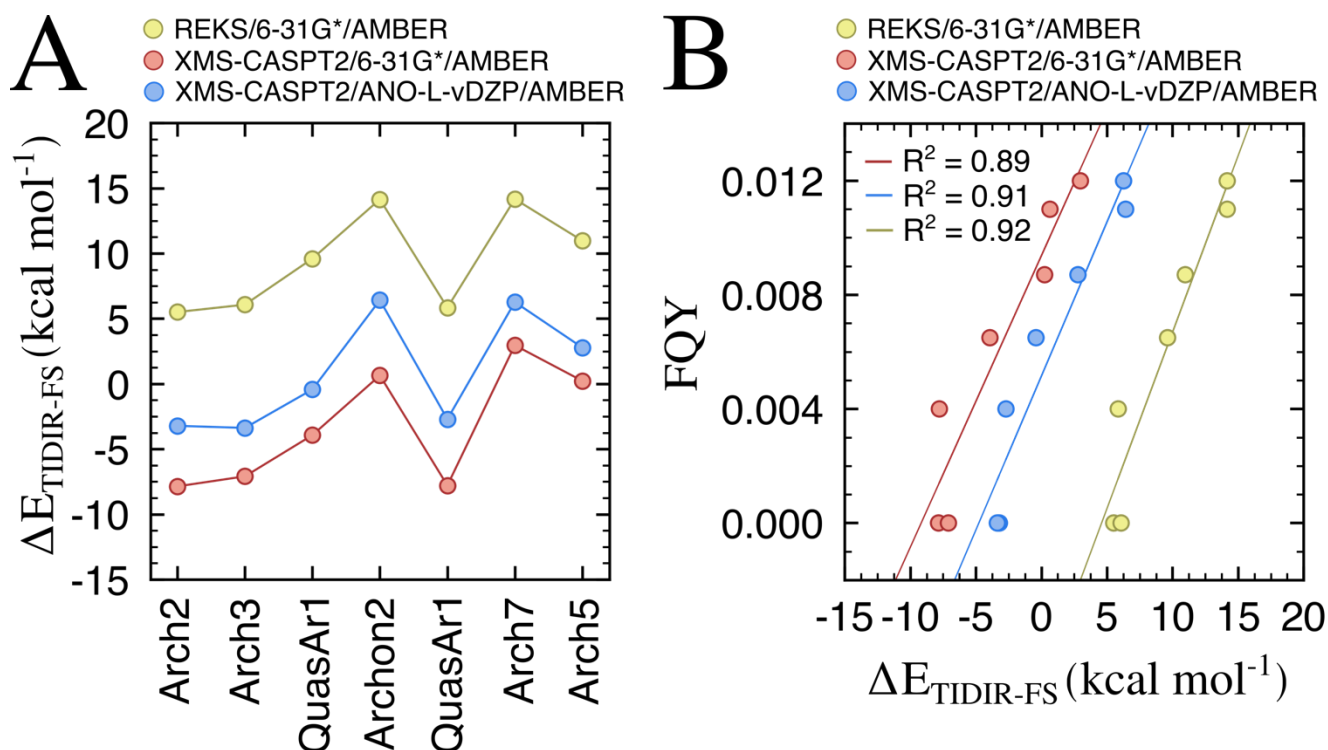 A
REKS/6-31G*/AMBER
XMS-CASPT2/6-31G*/AMBER
XMS-CASPT2/ANO-L-vDZP/AMBER
20
15
10
5
0
-5
-10
-15
ΔE_TIDIR-FS (kcal mol⁻¹)
Arch2
Arch3
QuasAr1
Archon2
QuasAr1
Arch7
Arch5
B
REKS/6-31G*/AMBER
XMS-CASPT2/6-31G*/AMBER
XMS-CASPT2/ANO-L-vDZP/AMBER
R² = 0.89
R² = 0.91
R² = 0.92
0.012
0.008
0.004
0.000
FQY
-15 -10 -5 0 5 10 15 20
ΔE_TIDIR-FS (kcal mol⁻¹)